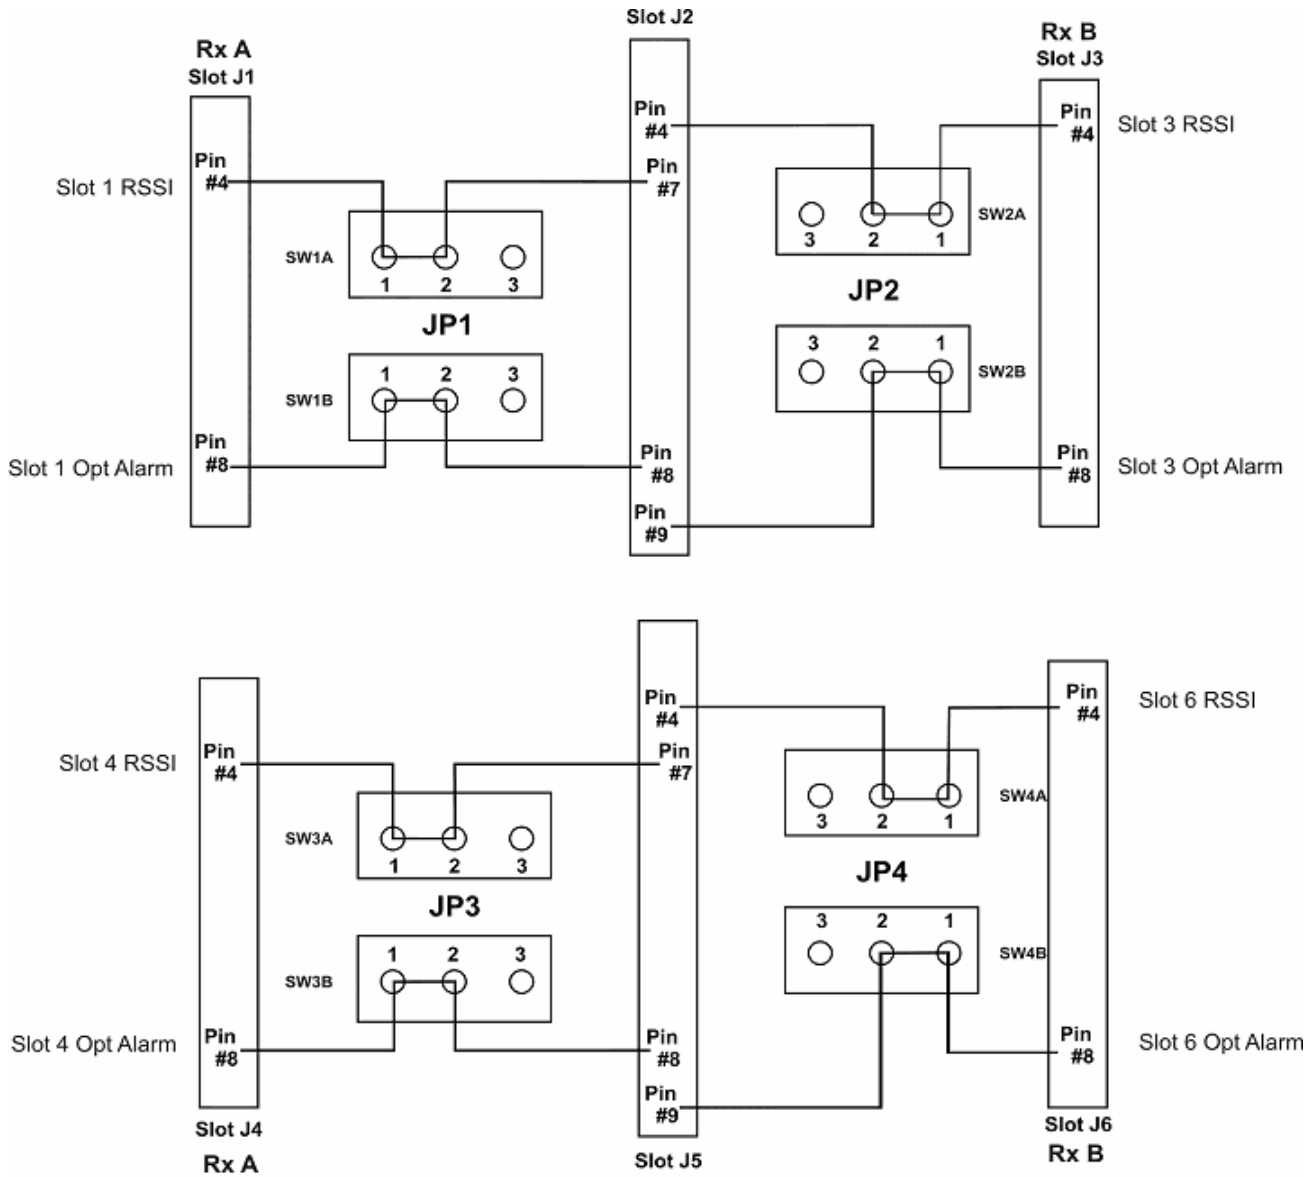 Slot J2
Rx A
Slot J1
Rx B
Slot J3
Pin
#4
Slot 1 RSSI
Pin
#4
Pin
#7
Pin
#4
Slot 3 RSSI
SW1A
1 2 3
JP1
SW1B
1 2 3
SW2A
3 2 1
JP2
SW2B
3 2 1
Slot 1 Opt Alarm
Pin
#8
Pin
#8
Pin
#9
Pin
#8
Slot 3 Opt Alarm
Slot 4 RSSI
Pin
#4
Pin
#4
Pin
#7
Pin
#4
Slot 6 RSSI
SW3A
1 2 3
JP3
SW3B
1 2 3
SW4A
3 2 1
JP4
SW4B
3 2 1
Slot 4 Opt Alarm
Pin
#8
Pin
#8
Pin
#9
Pin
#8
Slot 6 Opt Alarm
Slot J4
Rx A
Slot J5
Slot J6
Rx B